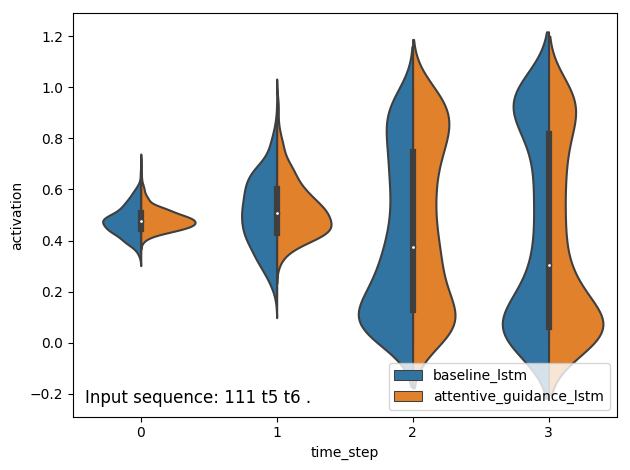 1.2
1.0
0.8
0.6
0.4
0.2
0.0
−0.2
activation
Input sequence: 111 t5 t6 .
baseline_lstm
attentive_guidance_lstm
0 1 2 3
time_step